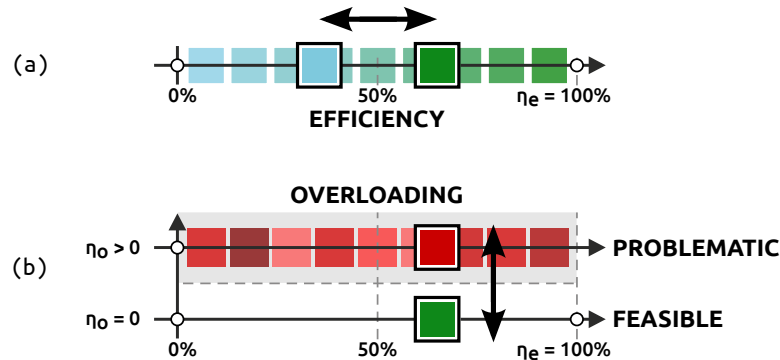 (a)
0% 50% ηe = 100%
EFFICIENCY
OVERLOADING
ηo > 0 PROBLEMATIC
(b)
ηo = 0 FEASIBLE
0% 50% ηe = 100%